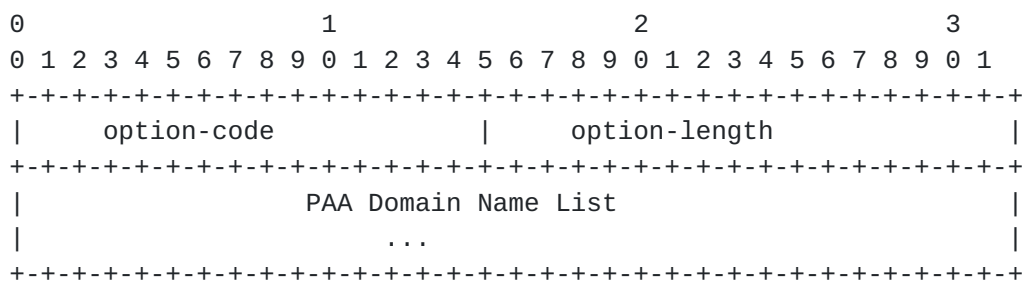 0                   1                   2                   3
0 1 2 3 4 5 6 7 8 9 0 1 2 3 4 5 6 7 8 9 0 1 2 3 4 5 6 7 8 9 0 1
+-+-+-+-+-+-+-+-+-+-+-+-+-+-+-+-+-+-+-+-+-+-+-+-+-+-+-+-+-+-+-+-+
|     option-code             |     option-length               |
+-+-+-+-+-+-+-+-+-+-+-+-+-+-+-+-+-+-+-+-+-+-+-+-+-+-+-+-+-+-+-+-+
|                  PAA Domain Name List                         |
|                       ...                                     |
+-+-+-+-+-+-+-+-+-+-+-+-+-+-+-+-+-+-+-+-+-+-+-+-+-+-+-+-+-+-+-+-+